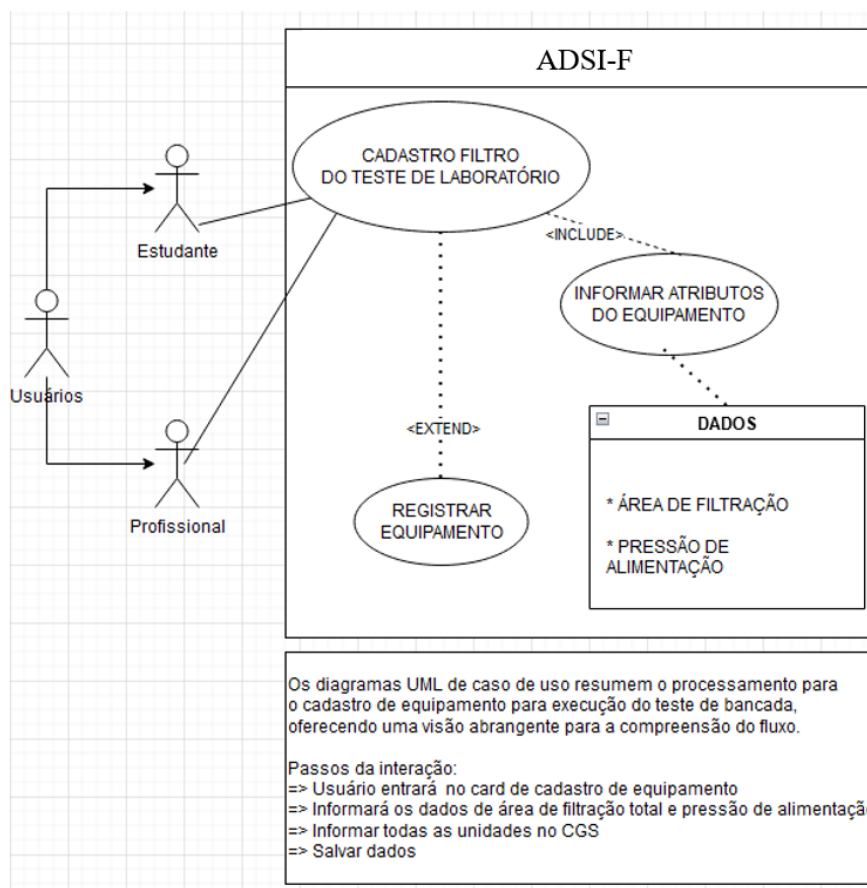 ADSI-F
CADASTRO FILTRO
DO TESTE DE LABORATÓRIO
Estudante
<INCLUDE>
INFORMAR ATRIBUTOS
DO EQUIPAMENTO
Usuários
<EXTEND>
DADOS
* ÁREA DE FILTRAÇÃO
* PRESSÃO DE
ALIMENTAÇÃO
REGISTRAR
EQUIPAMENTO
Profissional
Os diagramas UML de caso de uso resumem o processamento para
o cadastro de equipamento para execução do teste de bancada,
oferecendo uma visão abrangente para a compreensão do fluxo.
Passos da interação:
=> Usuário entrará no card de cadastro de equipamento
=> Informará os dados de área de filtração total e pressão de alimentação
=> Informar todas as unidades no CGS
=> Salvar dados